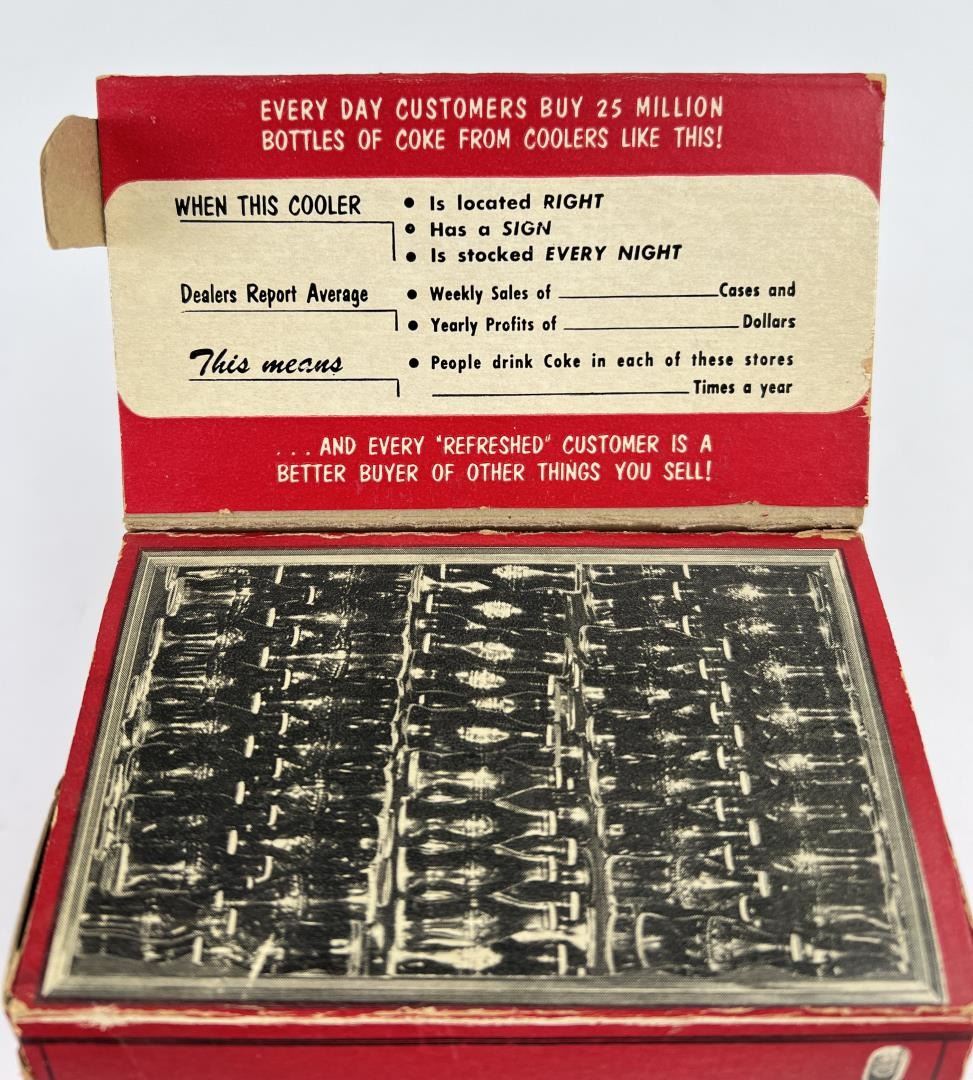 EVERY DAY CUSTOMERS BUY 25 MILLION
BOTTLES OF COKE FROM COOLERS LIKE THIS!
WHEN THIS COOLER
• Is located RIGHT
• Has a SIGN
• Is stocked EVERY NIGHT
Dealers Report Average
• Weekly Sales of ____________ Cases and
• Yearly Profits of ____________ Dollars
This means
• People drink Coke in each of these stores
____________ Times a year
... AND EVERY "REFRESHED" CUSTOMER IS A
BETTER BUYER OF OTHER THINGS YOU SELL!